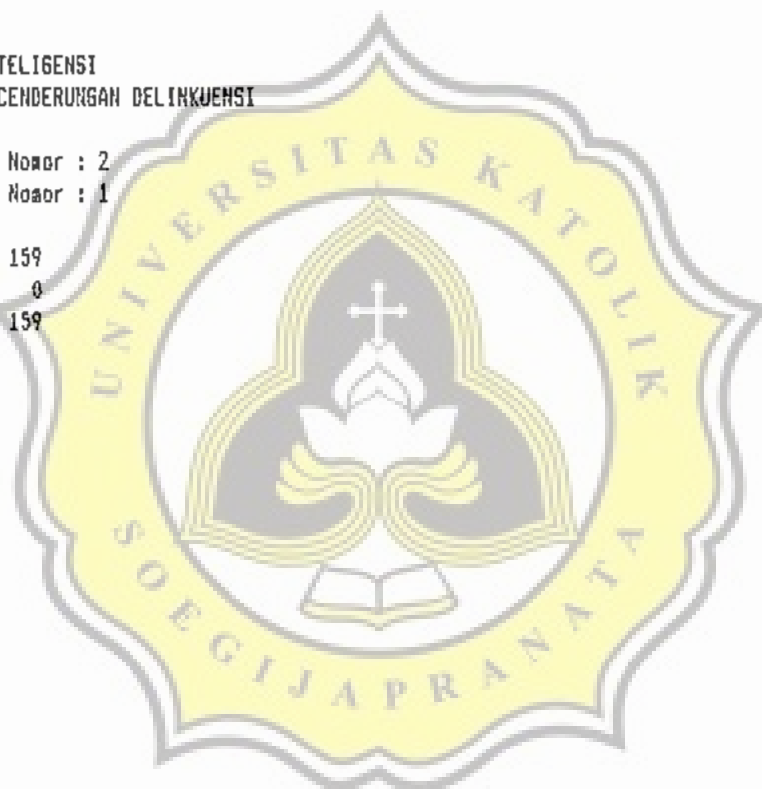 TELIGENSI
CENDERUNGAN DELINKUENSI
Nomor : 2
Nomor : 1
159
0
159
UNIVERSITAS KATOLIK
SOEGIJAPRANATA